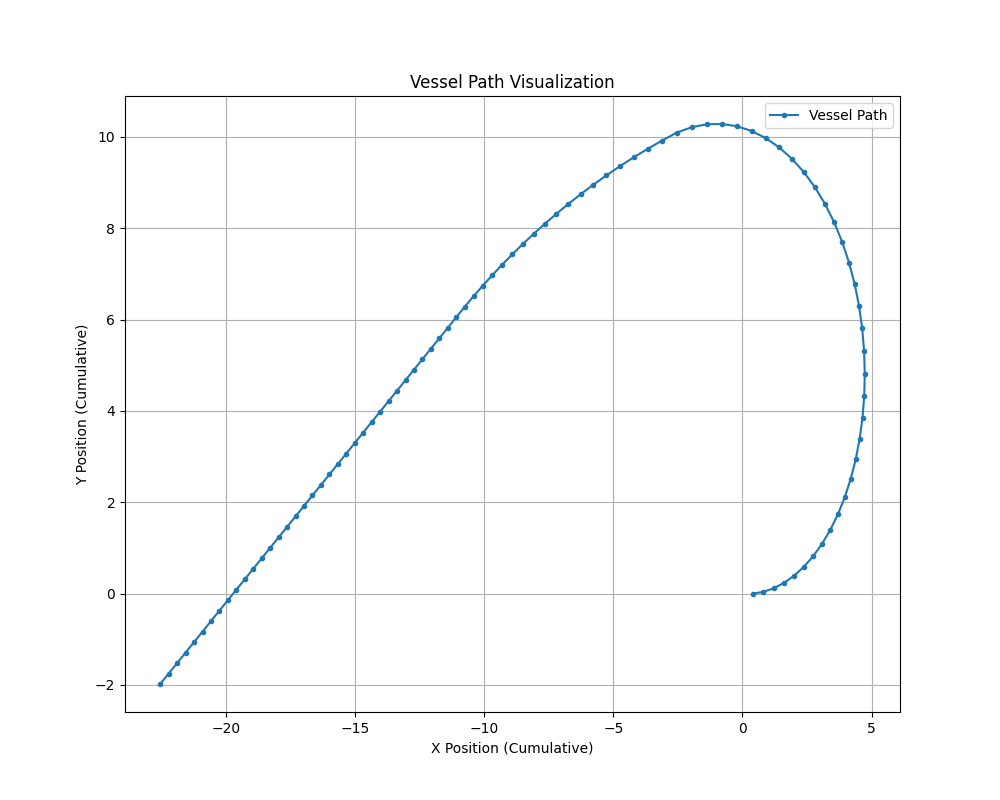 Vessel Path Visualization
Vessel Path
Y Position (Cumulative)
10
8
6
4
2
0
−2
−20 −15 −10 −5 0 5
X Position (Cumulative)